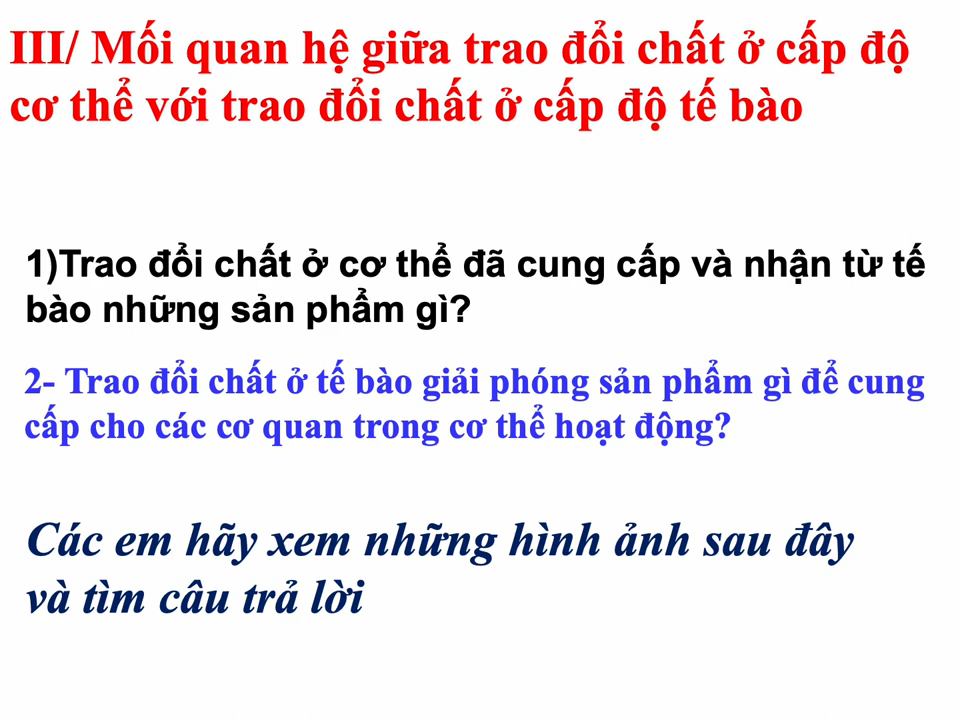 III/ Mối quan hệ giữa trao đổi chất ở cấp độ
cơ thể với trao đổi chất ở cấp độ tế bào
1)Trao đổi chất ở cơ thể đã cung cấp và nhận từ tế
bào những sản phẩm gì?
2- Trao đổi chất ở tế bào giải phóng sản phẩm gì để cung
cấp cho các cơ quan trong cơ thể hoạt động?
Các em hãy xem những hình ảnh sau đây
và tìm câu trả lời